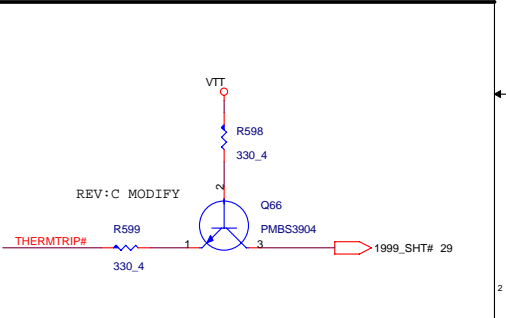 VTT
R598
330_4
2
REV:C MODIFY
Q66
PMBS3904
R599
THERMTRIP#
1
3
1999_SHT# 29
330_4
2